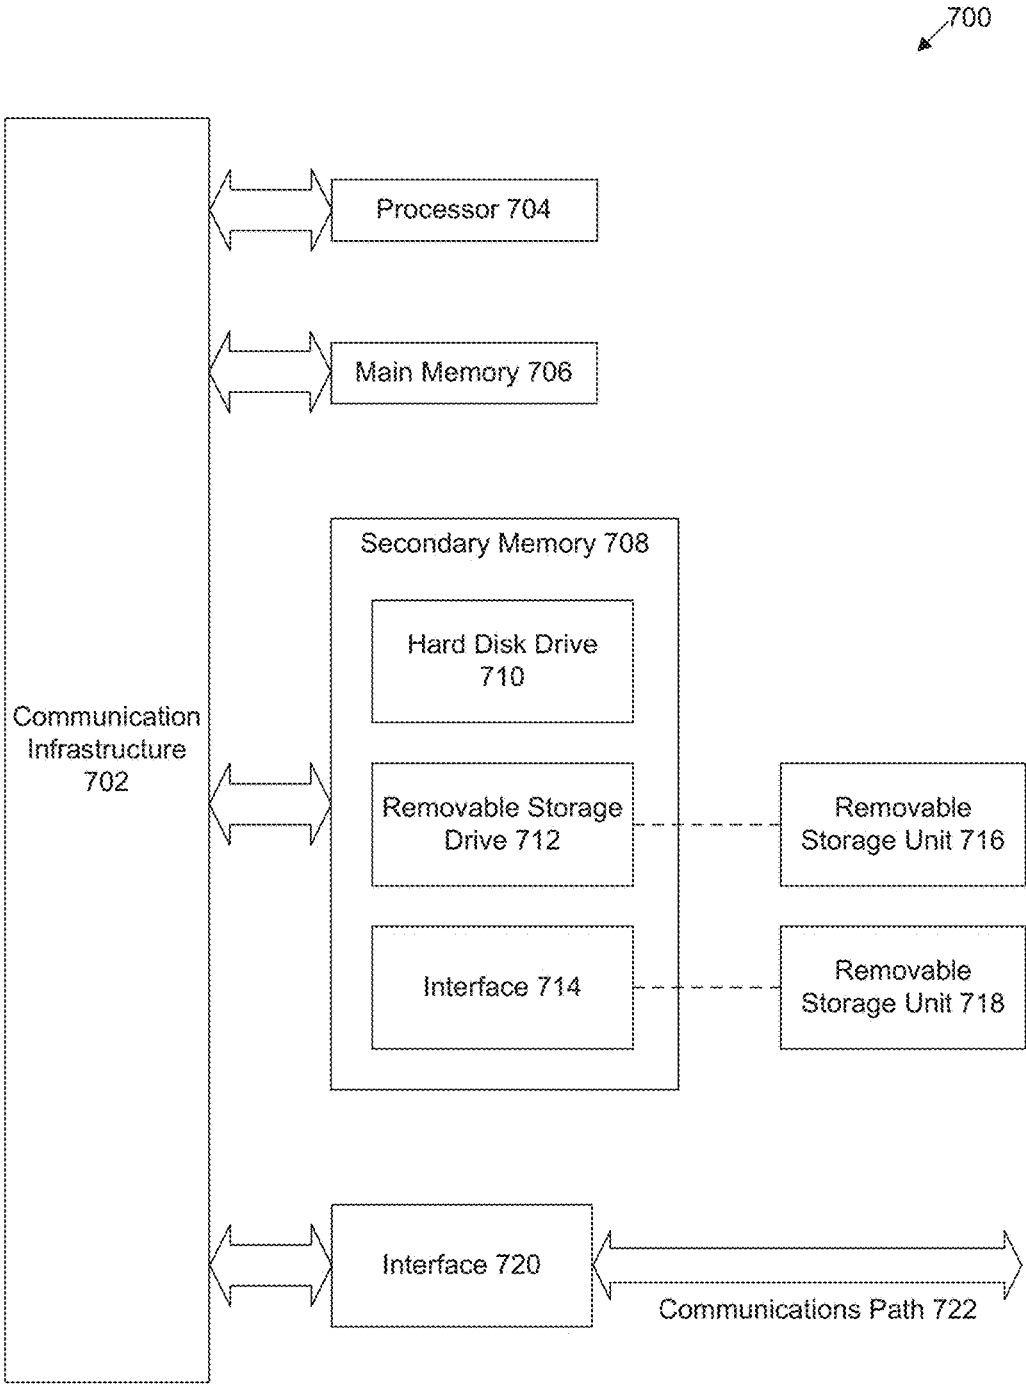 700
Processor 704
Main Memory 706
Secondary Memory 708
Hard Disk Drive
710
Communication
Infrastructure
702
Removable Storage
Drive 712
Removable
Storage Unit 716
Interface 714
Removable
Storage Unit 718
Interface 720
Communications Path 722